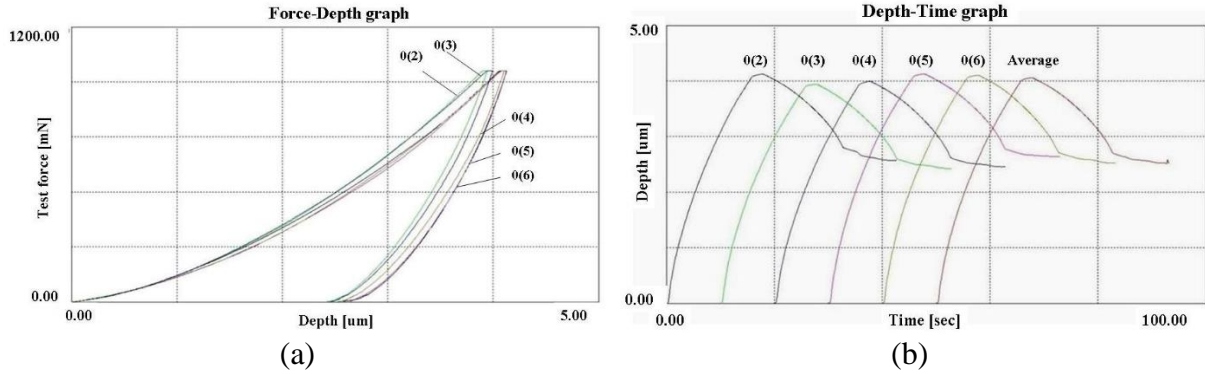 Force-Depth graph
1200.00
Test force [mN]
0.00
0.00
Depth [um]
5.00
0(2)
0(3)
0(4)
0(5)
0(6)
(a)
Depth-Time graph
5.00
Depth [um]
0.00
0.00
Time [sec]
100.00
0(2)
0(3)
0(4)
0(5)
0(6)
Average
(b)